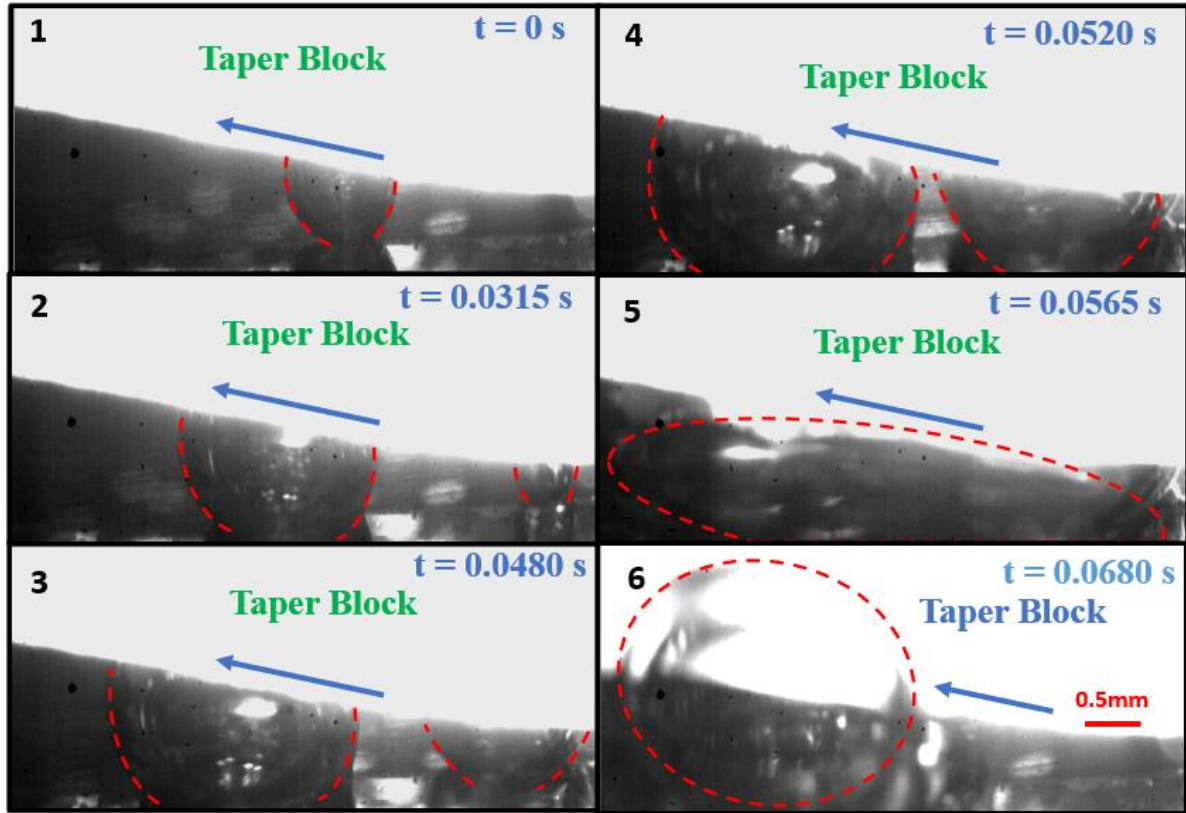 1
t = 0 s
Taper Block
2
t = 0.0315 s
Taper Block
3
t = 0.0480 s
Taper Block
4
t = 0.0520 s
Taper Block
5
t = 0.0565 s
Taper Block
6
t = 0.0680 s
Taper Block
0.5mm